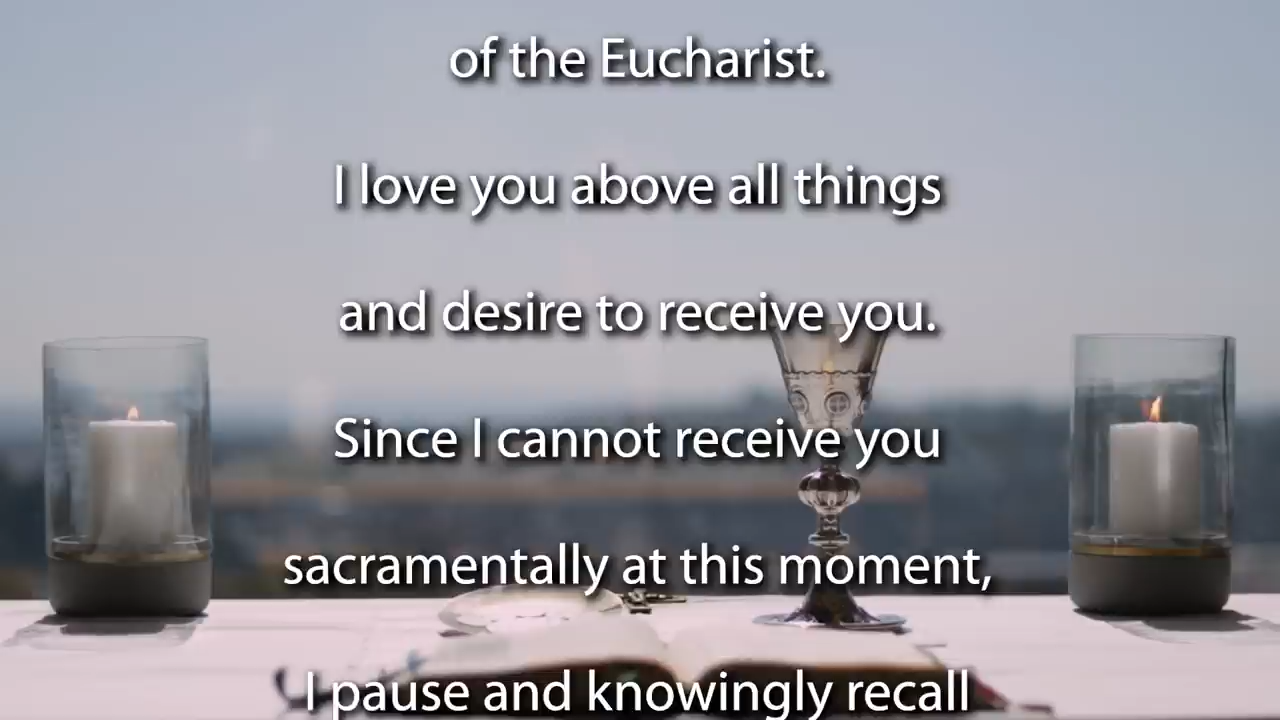 of the Eucharist.
I love you above all things
and desire to receive you.
Since I cannot receive you
sacramentally at this moment,
I pause and knowingly recall